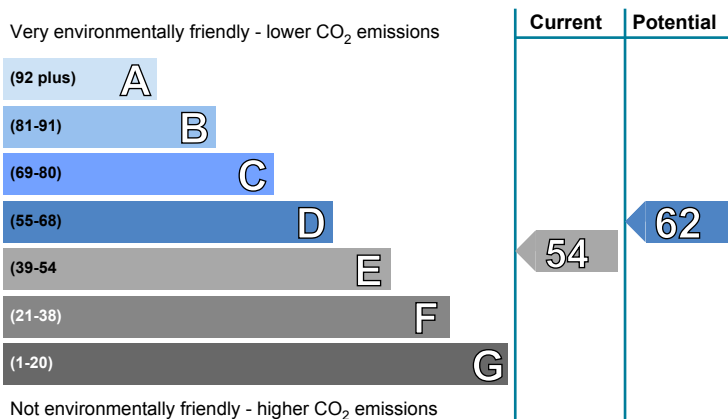 Current Potential
Very environmentally friendly - lower CO2 emissions
(92 plus) A
(81-91) B
(69-80) C
(55-68) D
62
(39-54 E
54
(21-38) F
(1-20) G
Not environmentally friendly - higher CO2 emissions